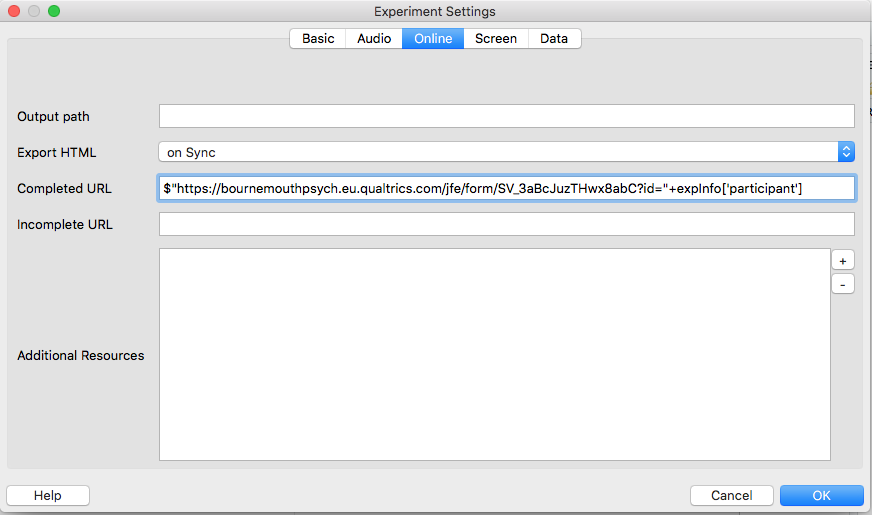 Experiment Settings
Basic Audio Online Screen Data
Output path
Export HTML on Sync
Completed URL $"https://bournemouthpsych.eu.qualtrics.com/jfe/form/SV_3aBcJuzTHwx8abC?id="+expInfo['participant']
Incomplete URL
+
-
Additional Resources
Help Cancel OK